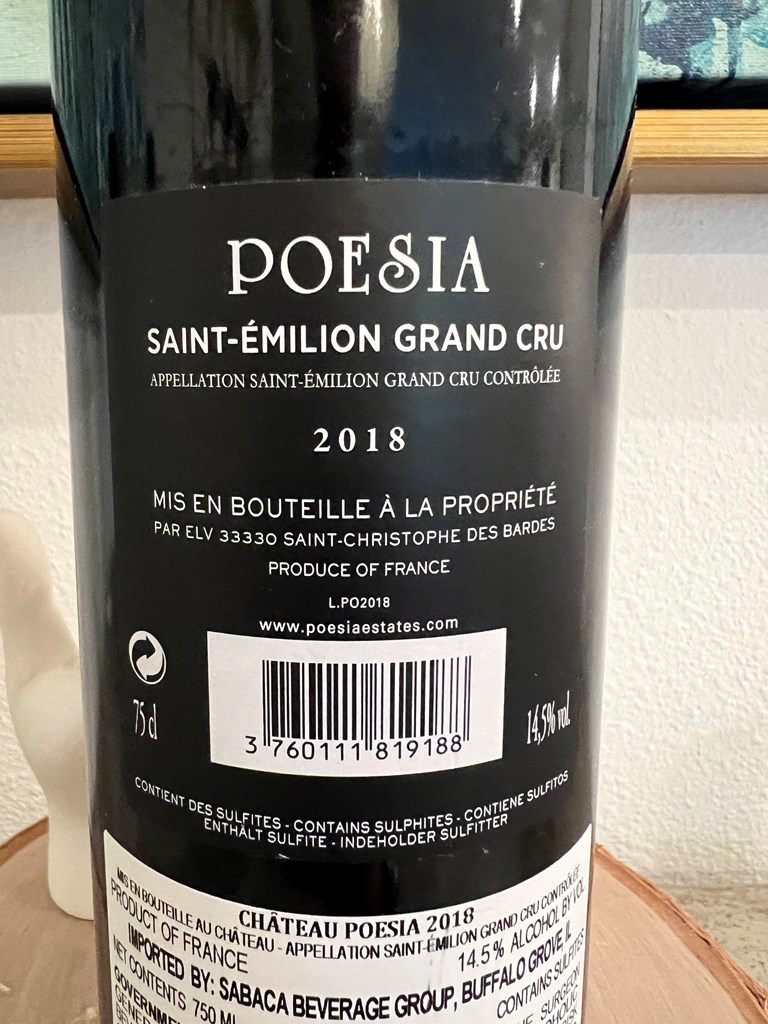 POESIA
SAINT-ÉMILION GRAND CRU
APPELLATION SAINT-ÉMILION GRAND CRU CONTRÔLÉE
2018
MIS EN BOUTEILLE À LA PROPRIÉTÉ
PAR ELV 33330 SAINT-CHRISTOPHE DES BARDES
PRODUCE OF FRANCE
L.PO2018
www.poesiaestates.com
75 cl
14,5% vol.
3 760111 819188
CONTIENT DES SULFITES - CONTAINS SULPHITES - CONTIENE SULFITOS
ENTHÄLT SULFITE - INDEHOLDER SULFITTER
CHÂTEAU POESIA 2018
MIS EN BOUTEILLE AU CHÂTEAU - APPELLATION SAINT-ÉMILION GRAND CRU CONTRÔLÉE
PRODUCT OF FRANCE 14.5% ALCOHOL BY VOL
IMPORTED BY: SABACA BEVERAGE GROUP, BUFFALO GROVE, IL
NET CONTENTS 750 ML CONTAINS SULFITES
SURGEON